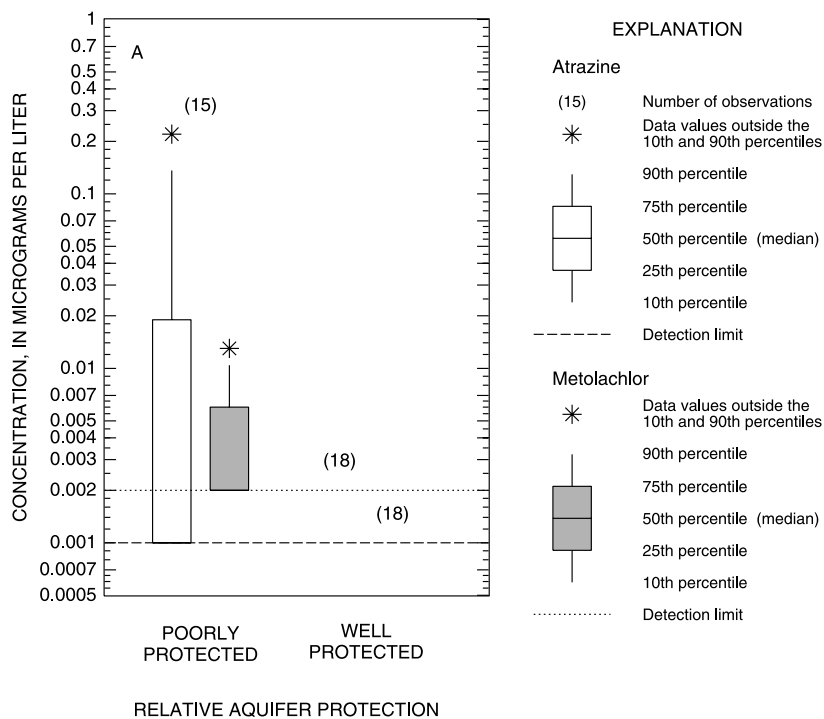 A
(15)
(18)
(18)
1
0.7
0.5
0.4
0.3
0.2
0.1
0.07
0.05
0.04
0.03
0.02
0.01
0.007
0.005
0.004
0.003
0.002
0.001
0.0007
0.0005
CONCENTRATION, IN MICROGRAMS PER LITER
POORLY
PROTECTED
WELL
PROTECTED
RELATIVE AQUIFER PROTECTION
EXPLANATION
Atrazine
(15) Number of observations
Data values outside the
10th and 90th percentiles
90th percentile
75th percentile
50th percentile (median)
25th percentile
10th percentile
Detection limit
Metolachlor
Data values outside the
10th and 90th percentiles
90th percentile
75th percentile
50th percentile (median)
25th percentile
10th percentile
Detection limit